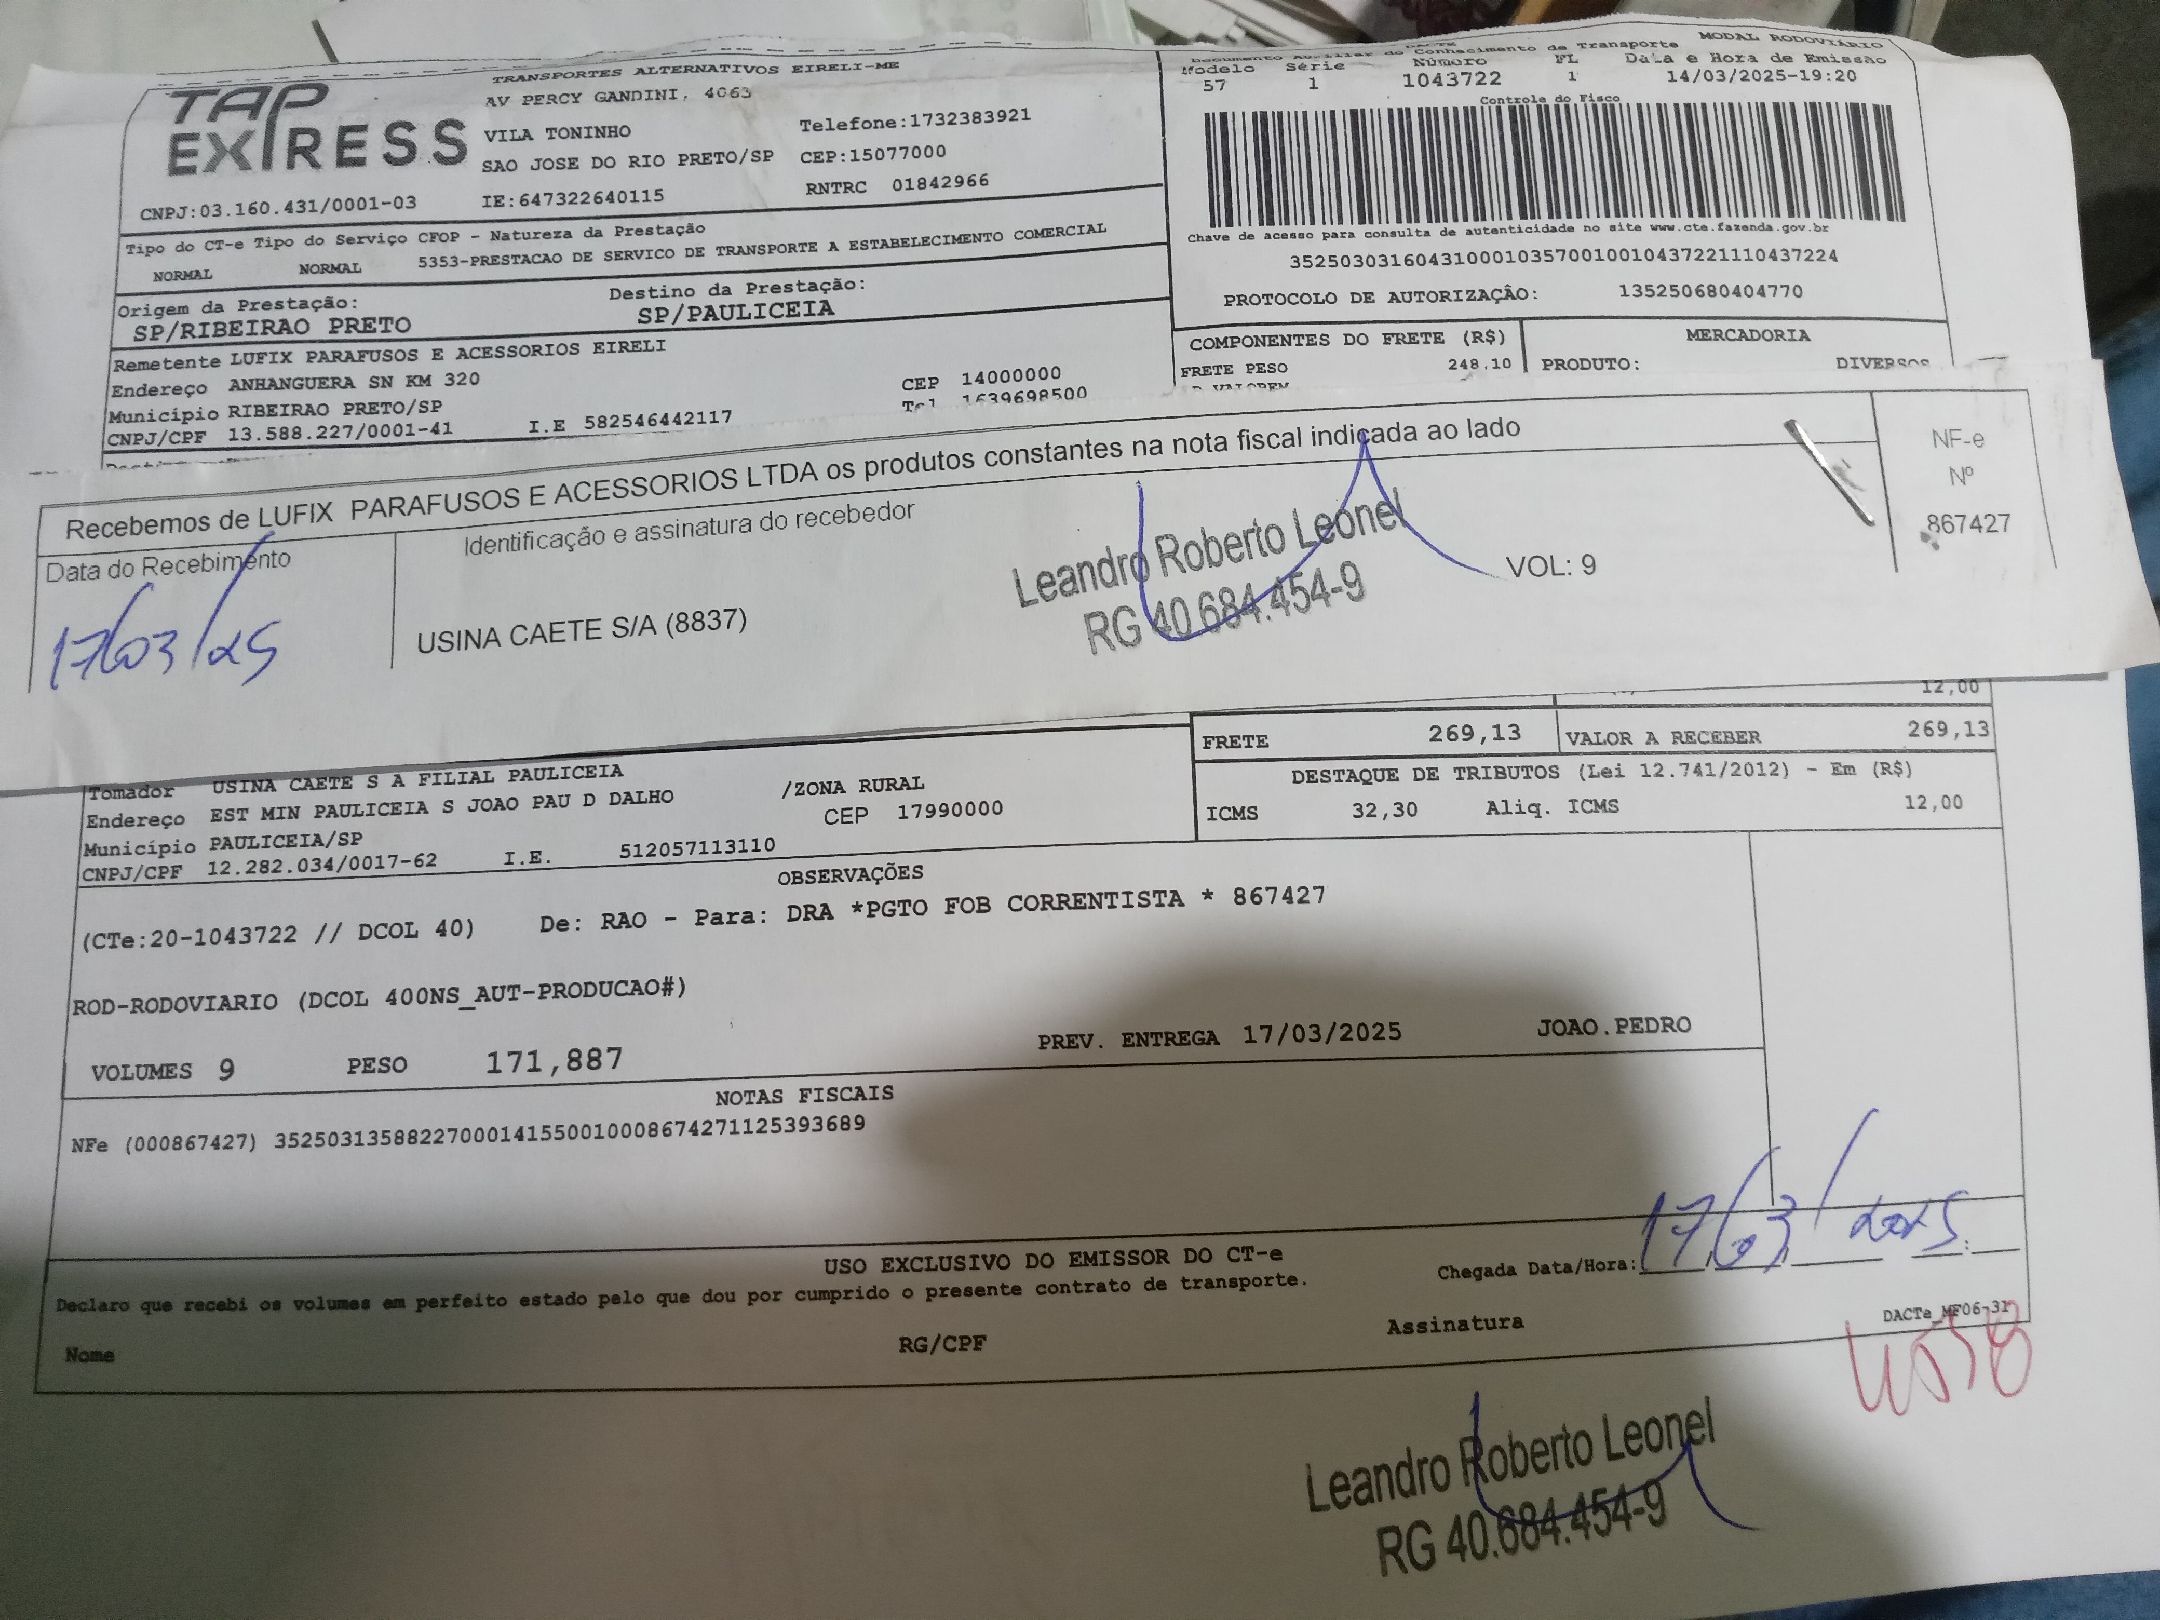 TAP EXPRESS
TRANSPORTES ALTERNATIVOS EIRELI-ME
AV PERCY GANDINI, 4063
VILA TONINHO Telefone:1732383921
SAO JOSE DO RIO PRETO/SP CEP:15077000
CNPJ:03.160.431/0001-03 IE:647322640115 RNTRC 01842966
Tipo do CT-e Tipo do Serviço CFOP - Natureza da Prestação
NORMAL NORMAL 5353-PRESTACAO DE SERVICO DE TRANSPORTE A ESTABELECIMENTO COMERCIAL
Origem da Prestação: Destino da Prestação:
SP/RIBEIRAO PRETO SP/PAULICEIA
Remetente LUFIX PARAFUSOS E ACESSORIOS EIRELI
Endereço ANHANGUERA SN KM 320 CEP 14000000
Município RIBEIRAO PRETO/SP Tel 1639698500
CNPJ/CPF 13.588.227/0001-41 I.E 582546442117
MODAL RODOVIÁRIO
Conhecimento de Transporte
Modelo Série Número FL Data e Hora de Emissão
57 1 1043722 1 14/03/2025-19:20
Controle do Fisco
Chave de acesso para consulta de autenticidade no site www.cte.fazenda.gov.br
35250303160431000103570010010437221110437224
PROTOCOLO DE AUTORIZAÇÃO: 135250680404770
COMPONENTES DO FRETE (R$) MERCADORIA
FRETE PESO 248,10 PRODUTO: DIVERSOS
Recebemos de LUFIX PARAFUSOS E ACESSORIOS LTDA os produtos constantes na nota fiscal indicada ao lado
NF-e
Nº
867427
Data do Recebimento Identificação e assinatura do recebedor
17/03/25
USINA CAETE S/A (8837)
Leandro Roberto Leonel
RG 40.684.454-9
VOL: 9
12,00
FRETE 269,13 VALOR A RECEBER 269,13
DESTAQUE DE TRIBUTOS (Lei 12.741/2012) - Em (R$)
ICMS 32,30 Aliq. ICMS 12,00
Tomador USINA CAETE S A FILIAL PAULICEIA
Endereço EST MIN PAULICEIA S JOAO PAU D DALHO /ZONA RURAL
Município PAULICEIA/SP CEP 17990000
CNPJ/CPF 12.282.034/0017-62 I.E. 512057113110
OBSERVAÇÕES
(CTe:20-1043722 // DCOL 40) De: RAO - Para: DRA *PGTO FOB CORRENTISTA * 867427
ROD-RODOVIARIO (DCOL 400NS_AUT-PRODUCAO#)
VOLUMES 9 PESO 171,887 PREV. ENTREGA 17/03/2025 JOAO.PEDRO
NOTAS FISCAIS
NFe (000867427) 35250313588227000141550010008674271125393689
USO EXCLUSIVO DO EMISSOR DO CT-e
Declaro que recebi os volumes em perfeito estado pelo que dou por cumprido o presente contrato de transporte.
Chegada Data/Hora: 17/03/2025
Nome RG/CPF Assinatura
DACTe MF06-31
Leandro Roberto Leonel
RG 40.684.454-9